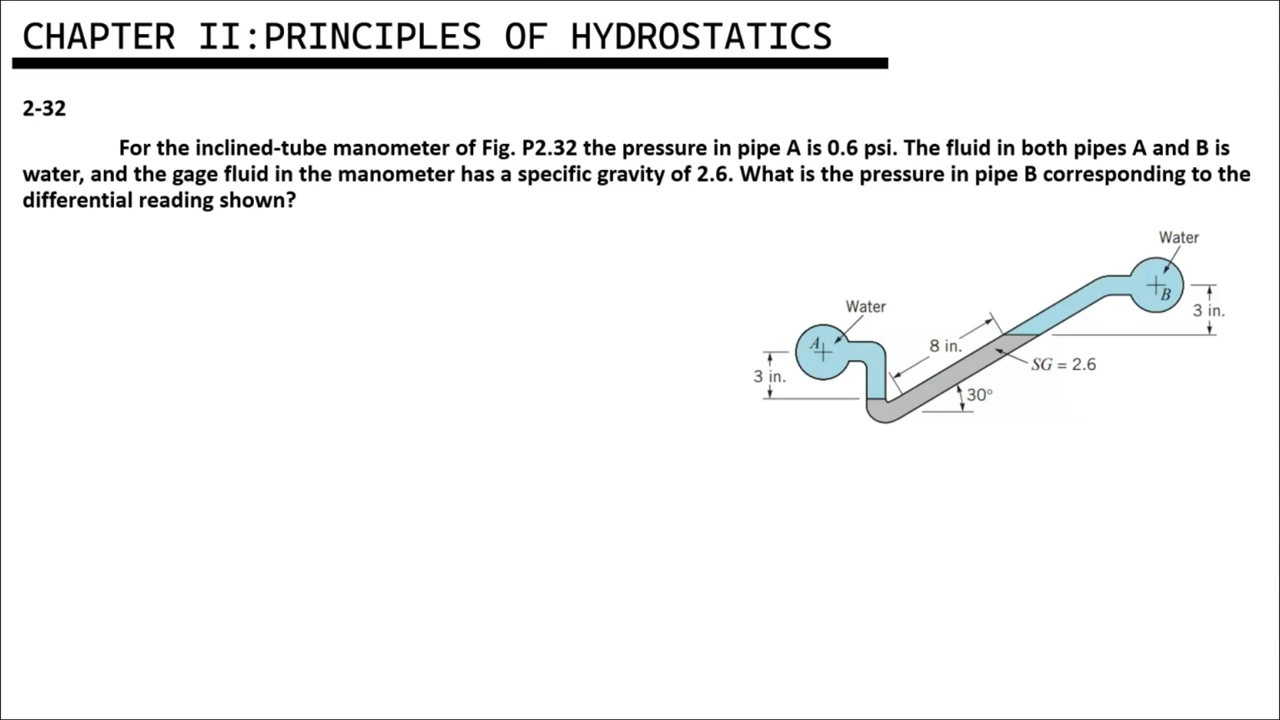 CHAPTER II:PRINCIPLES OF HYDROSTATICS
2-32
For the inclined-tube manometer of Fig. P2.32 the pressure in pipe A is 0.6 psi. The fluid in both pipes A and B is
water, and the gage fluid in the manometer has a specific gravity of 2.6. What is the pressure in pipe B corresponding to the
differential reading shown?
Water
B
3 in.
Water
A
3 in.
8 in.
SG = 2.6
30°